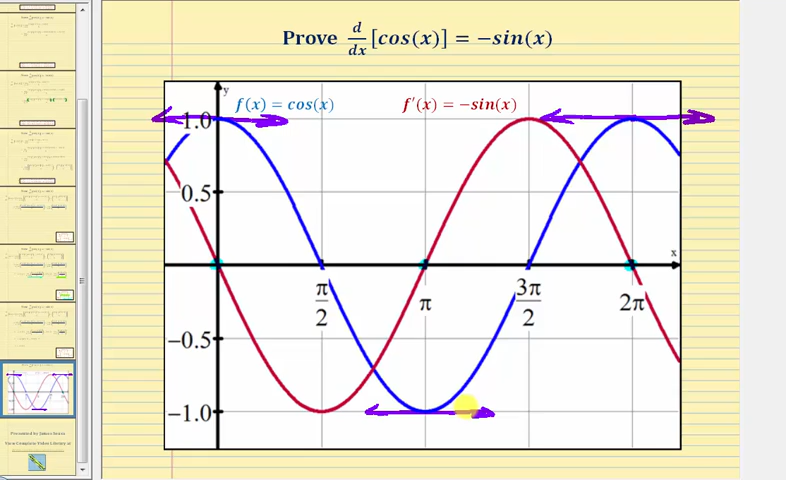 Prove d/dx [cos(x)] = −sin(x)
y
f(x) = cos(x)
f′(x) = −sin(x)
1.0
0.5
x
π/2
π
3π/2
2π
−0.5
−1.0